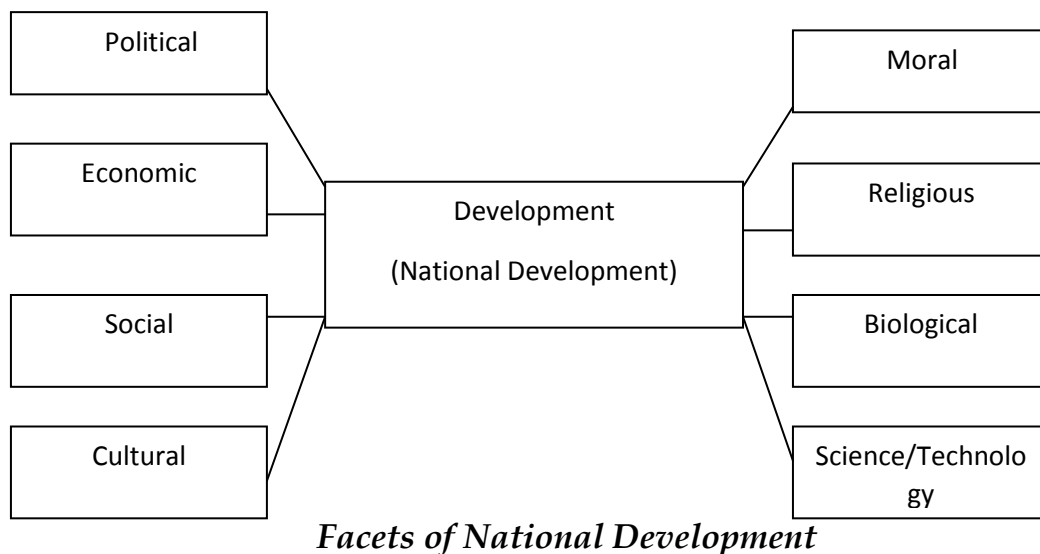 Political
Economic
Social
Cultural
Development
(National Development)
Moral
Religious
Biological
Science/Technolo
gy
Facets of National Development